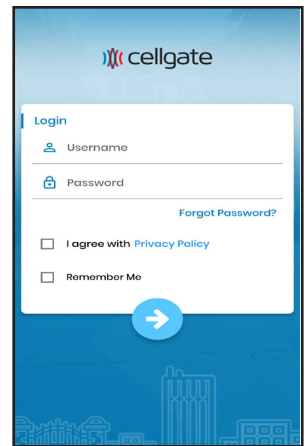 cellgate
Login
Username
Password
Forgot Password?
I agree with Privacy Policy
Remember Me